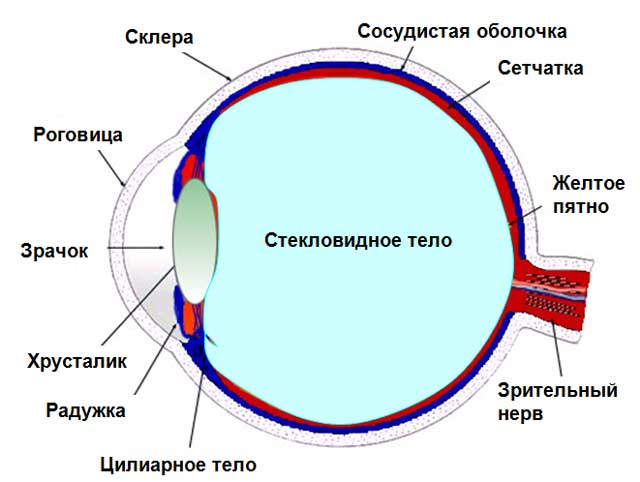 Сосудистая оболочка
Склера
Сетчатка
Роговица
Желтое
пятно
Стекловидное тело
Зрачок
Хрусталик
Зрительный
нерв
Радужка
Цилиарное тело